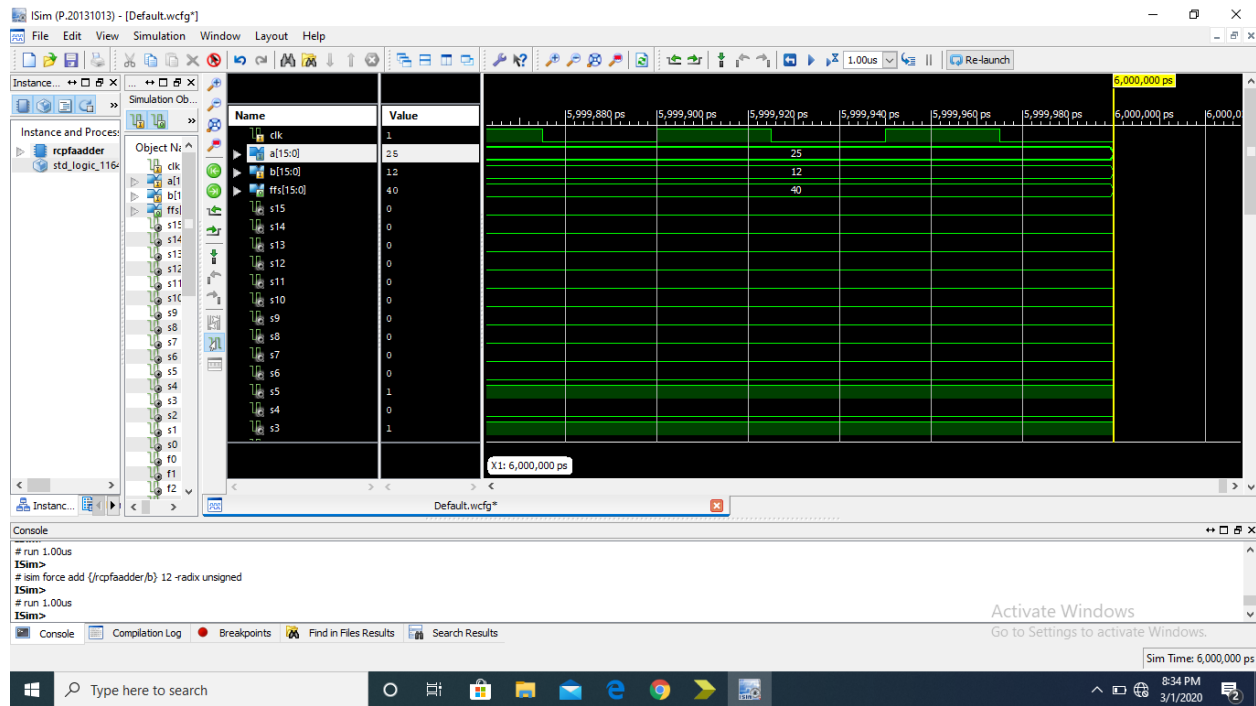 ISim (P.20131013) - [Default.wcfg*]
File Edit View Simulation Window Layout Help
1.00us Re-launch
Instance... ... 6,000,000 ps
Simulation Ob...
» Name Value 5,999,880 ps 5,999,900 ps 5,999,920 ps 5,999,940 ps 5,999,960 ps 5,999,980 ps 6,000,000 ps 6,000,0
Instance and Proces » clk 1
rcpfaadder Object Na a[15:0] 25 25
std_logic_1164 clk b[15:0] 12 12
a[1 ffs[15:0] 40 40
b[1 s15 0
ffs[ s14 0
s15 s13 0
s14 s12 0
s13 s11 0
s12 s10 0
s11 s9 0
s10 s8 0
s9 s7 0
s8 s6 0
s7 s5 1
s6 s4 0
s5 s3 1
s4
s3
s2
s1
s0
f0 X1: 6,000,000 ps
f1
f2
Instanc... Default.wcfg*
Console
# run 1.00us
ISim>
# isim force add {/rcpfaadder/b} 12 -radix unsigned
ISim>
# run 1.00us
ISim>
Activate Windows
Go to Settings to activate Windows.
Console Compilation Log Breakpoints Find in Files Results Search Results
Sim Time: 6,000,000 ps
Type here to search
8:34 PM
3/1/2020
2